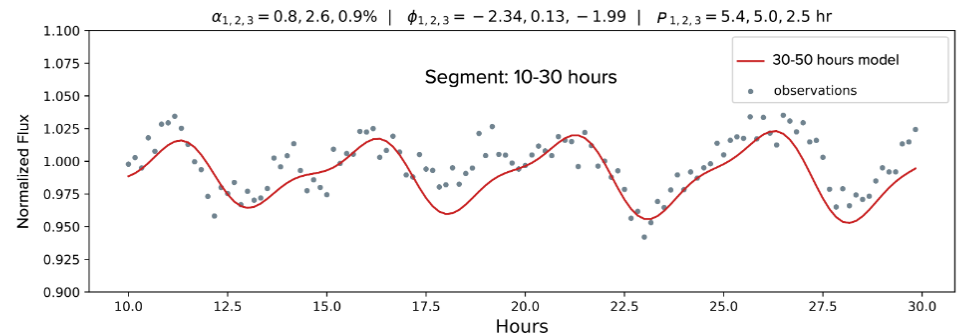 α1,2,3 = 0.8, 2.6, 0.9% | ϕ1,2,3 = −2.34, 0.13, −1.99 | P1,2,3 = 5.4, 5.0, 2.5 hr
1.100
1.075
1.050
1.025
1.000
0.975
0.950
0.925
0.900
Normalized Flux
Segment: 10-30 hours
30-50 hours model
observations
10.0 12.5 15.0 17.5 20.0 22.5 25.0 27.5 30.0
Hours